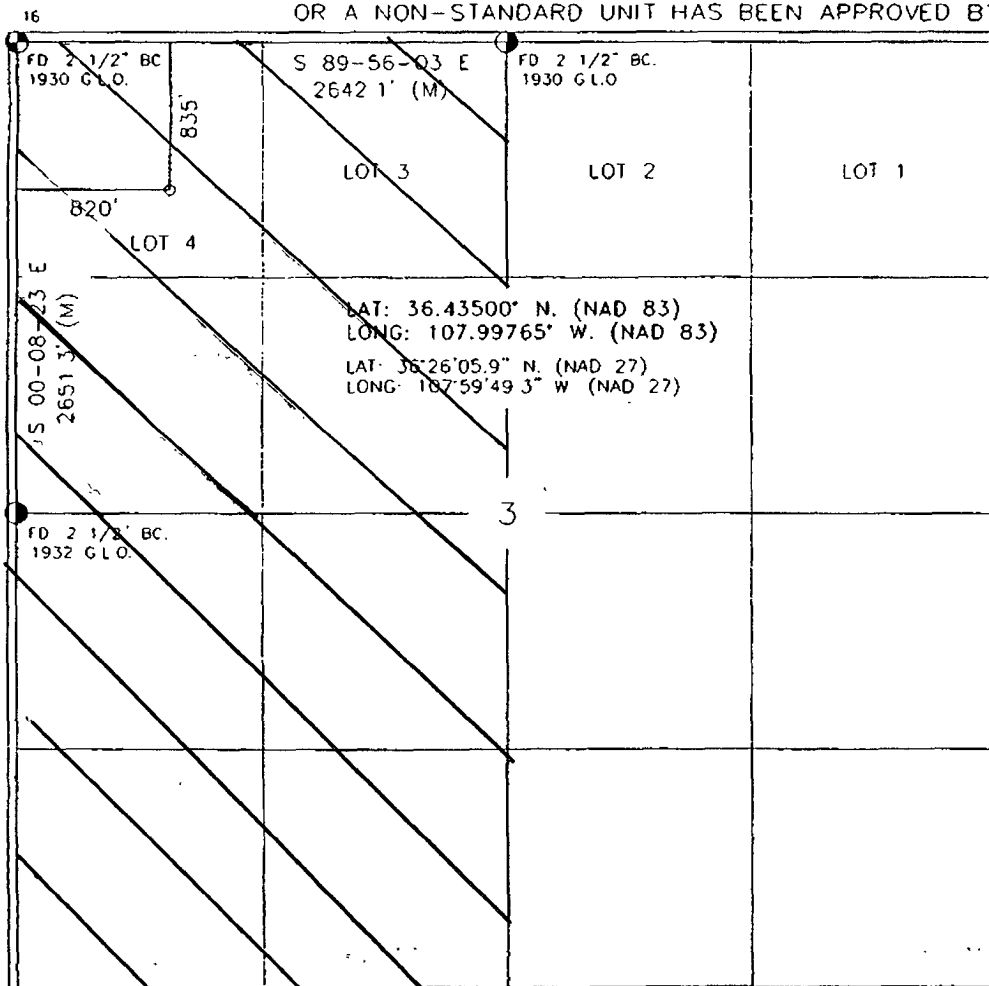 16
OR A NON-STANDARD UNIT HAS BEEN APPROVED BY
FD 2 1/2" BC
1930 G.L.O.
835'
S 89-56-03 E
2642 1' (M)
FD 2 1/2" BC.
1930 G L.O
LOT 3
LOT 2
LOT 1
820'
LOT 4
S 00-08-23 E
2651 3' (M)
LAT: 36.43500° N. (NAD 83)
LONG: 107.99765° W. (NAD 83)
LAT: 36°26'05.9" N. (NAD 27)
LONG: 107°59'49 3" W (NAD 27)
3
FD 2 1/2" BC.
1932 G L O.